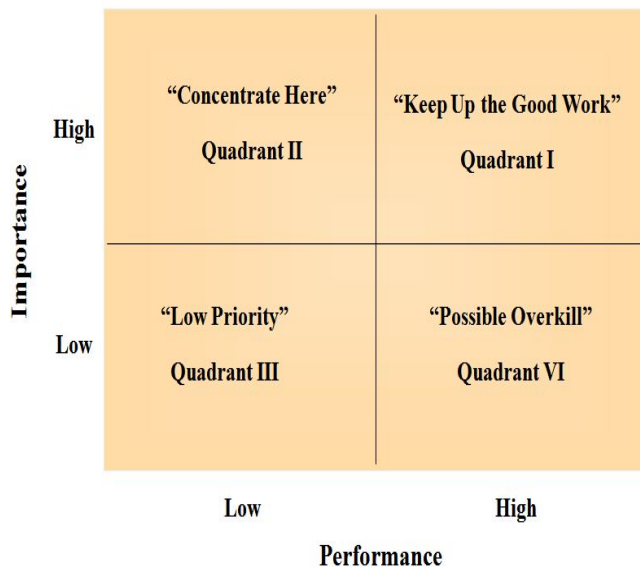 “Concentrate Here”
Quadrant II
“Keep Up the Good Work”
Quadrant I
High
Importance
“Low Priority”
Quadrant III
“Possible Overkill”
Quadrant VI
Low
Low
High
Performance